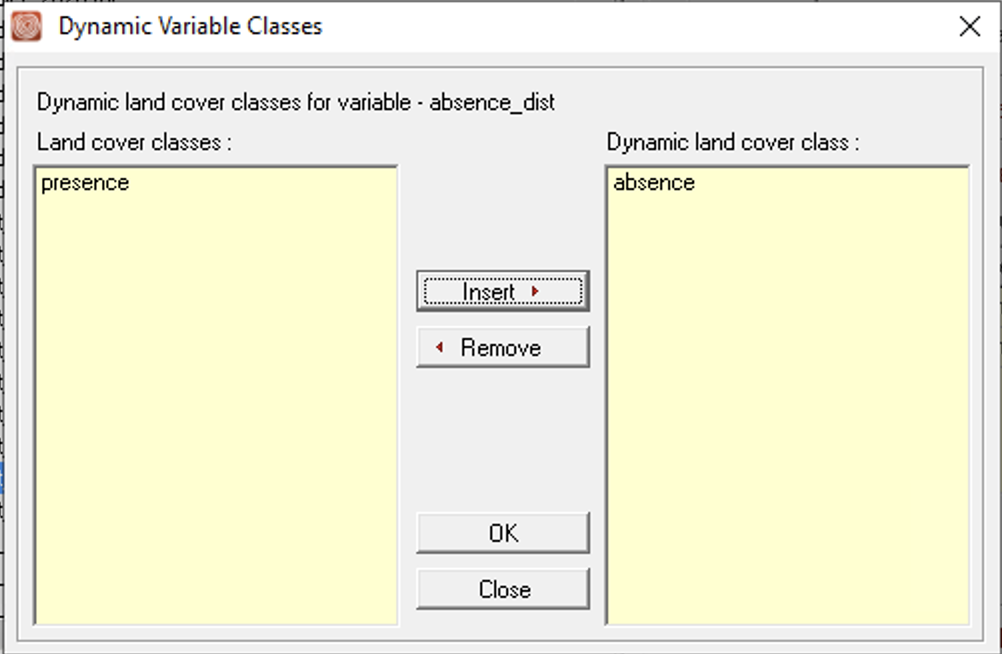 Dynamic Variable Classes
Dynamic land cover classes for variable - absence_dist
Land cover classes :
Dynamic land cover class :
presence
absence
Insert
Remove
OK
Close